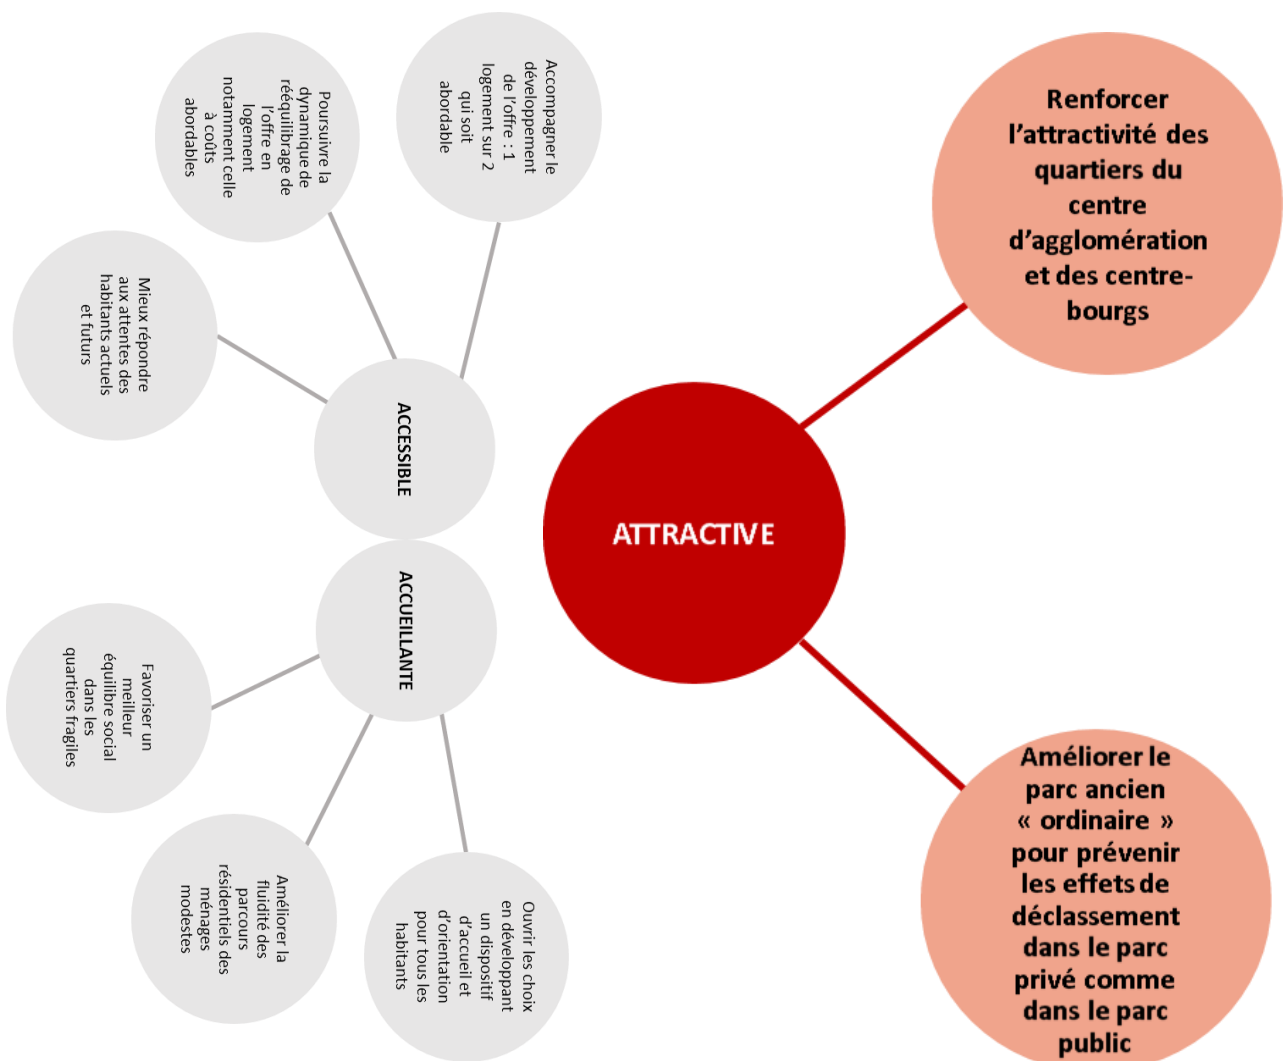 Accompagner le
développement
de l'offre : 1
logement sur 2
qui soit
abordable
Poursuivre la
dynamique de
rééquilibrage de
l'offre en
logement
notamment celle
à coûts
abordables
Mieux répondre
aux attentes des
habitants actuels
et futurs
ACCESSIBLE
ACCUEILLANTE
Favoriser un
meilleur
équilibre social
dans les
quartiers fragiles
Améliorer la
fluidité des
parcours
résidentiels des
ménages
modestes
Ouvrir les choix
en développant
un dispositif
d'accueil et
d'orientation
pour tous les
habitants
ATTRACTIVE
Renforcer
l’attractivité des
quartiers du
centre
d’agglomération
et des centre-
bourgs
Améliorer le
parc ancien
« ordinaire »
pour prévenir
les effets de
déclassement
dans le parc
privé comme
dans le parc
public